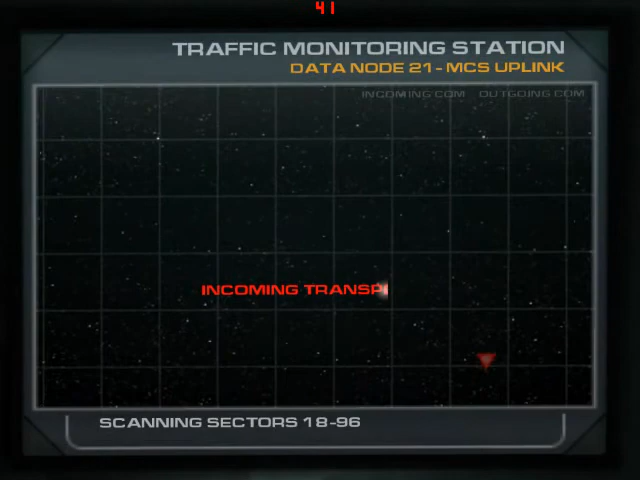 41
TRAFFIC MONITORING STATION
DATA NODE 21 - MCS UPLINK
INCOMING.COM OUTGOING.COM
INCOMING TRANSP
SCANNING SECTORS 18-96